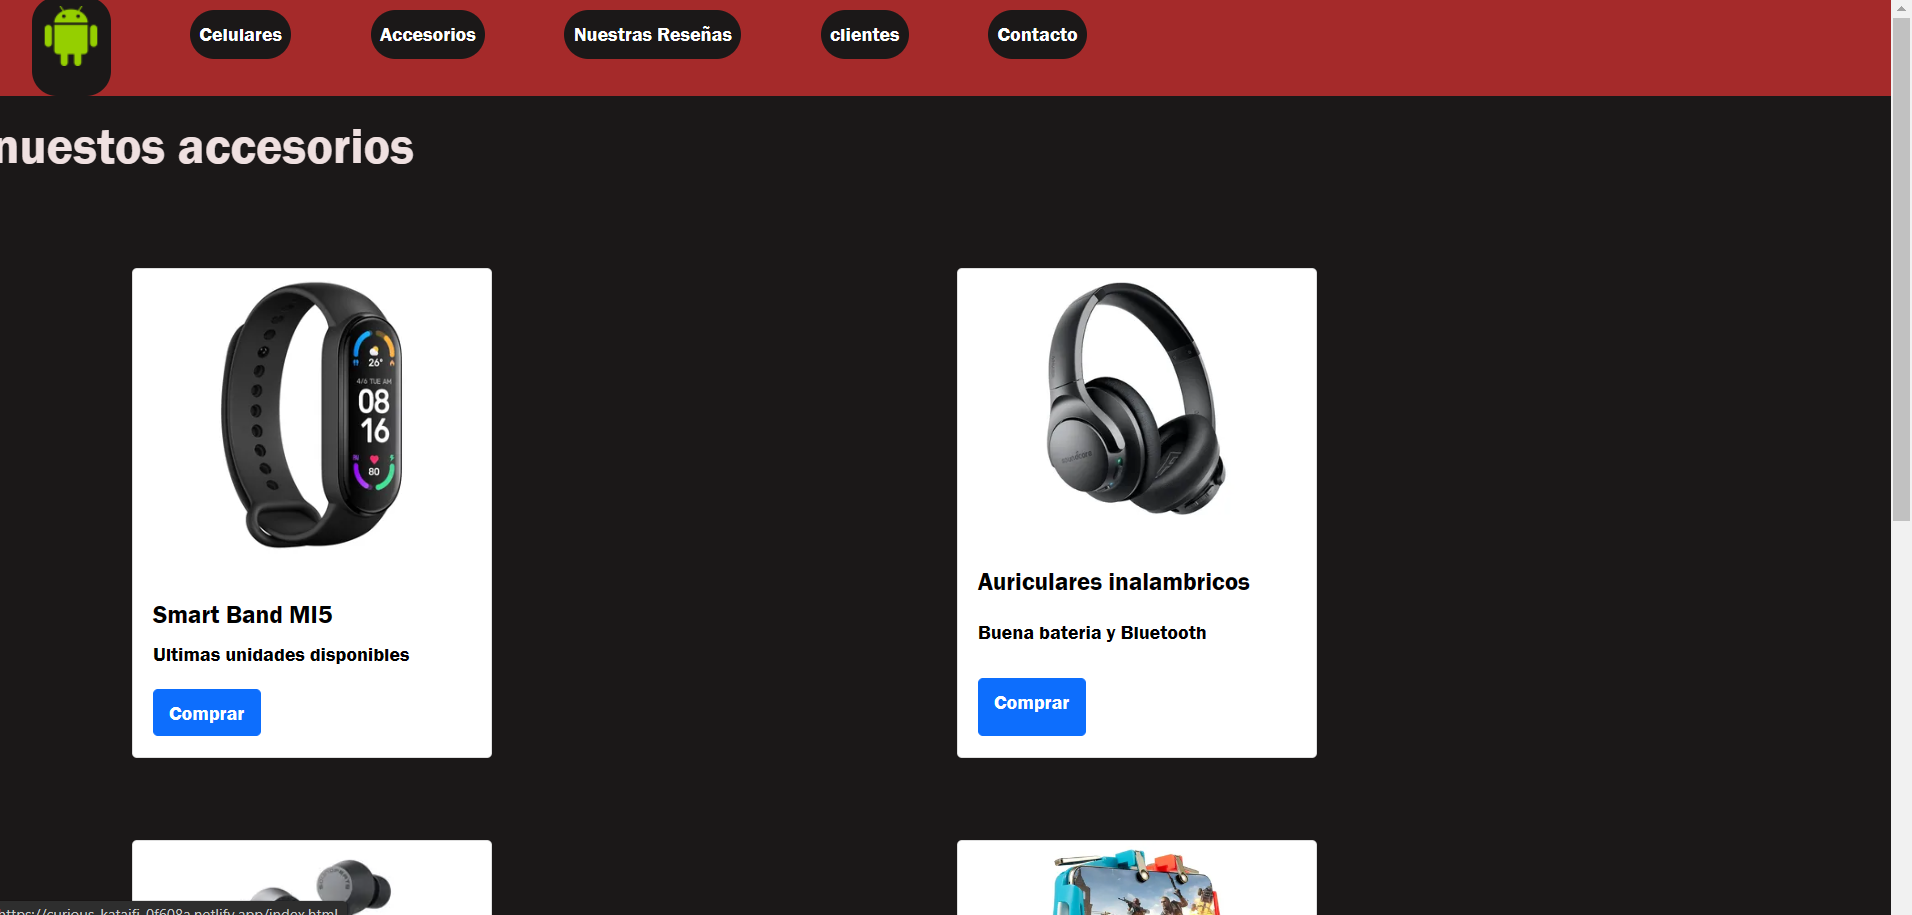 Celulares
Accesorios
Nuestras Reseñas
clientes
Contacto
nuestos accesorios
26°
4/6 TUE AM
08
16
80
soundcore
Smart Band MI5
Ultimas unidades disponibles
Comprar
Auriculares inalambricos
Buena bateria y Bluetooth
Comprar
https://curious-kataifi-0f608a.netlify.app/index.html